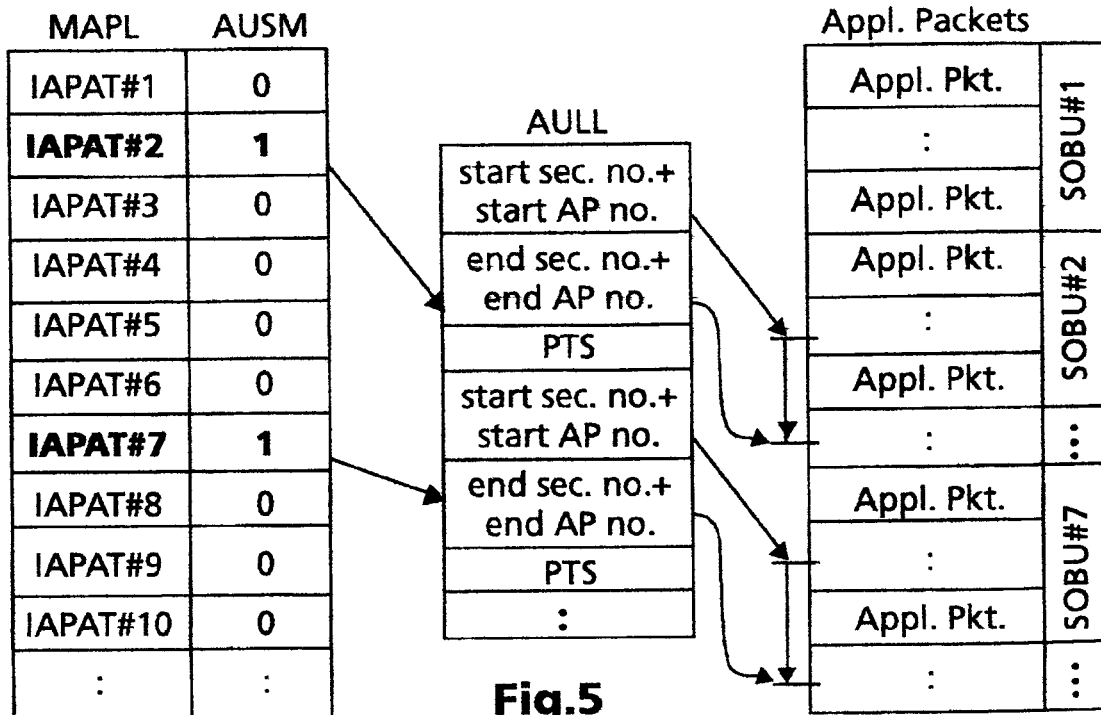 MAPL AUSM
IAPAT#1 0
IAPAT#2 1
IAPAT#3 0
IAPAT#4 0
IAPAT#5 0
IAPAT#6 0
IAPAT#7 1
IAPAT#8 0
IAPAT#9 0
IAPAT#10 0
: :
AULL
start sec. no.+
start AP no.
end sec. no.+
end AP no.
PTS
start sec. no.+
start AP no.
end sec. no.+
end AP no.
PTS
:
Appl. Packets
Appl. Pkt.
:
Appl. Pkt.
SOBU#1
Appl. Pkt.
:
Appl. Pkt.
SOBU#2
:
...
Appl. Pkt.
:
Appl. Pkt.
SOBU#7
:
...
Fig.5